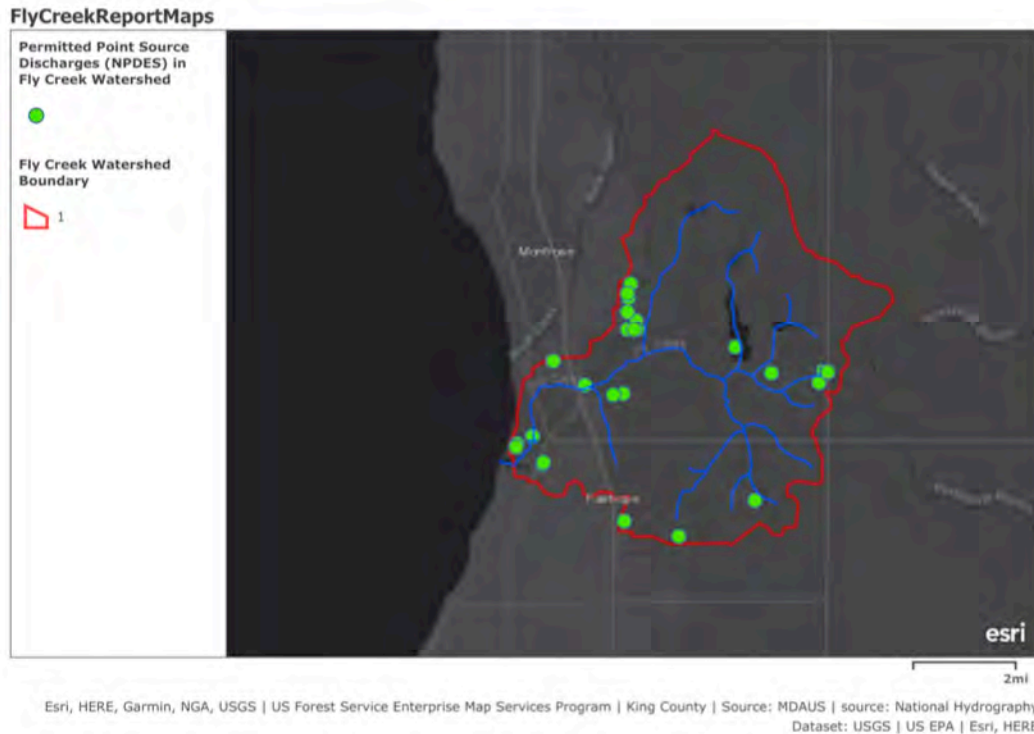 FlyCreekReportMaps
Permitted Point Source
Discharges (NPDES) in
Fly Creek Watershed
Fly Creek Watershed
Boundary
1
Montrose
Fairhope
esri
2mi
Esri, HERE, Garmin, NGA, USGS | US Forest Service Enterprise Map Services Program | King County | Source: MDAUS | source: National Hydrography
Dataset: USGS | US EPA | Esri, HERE